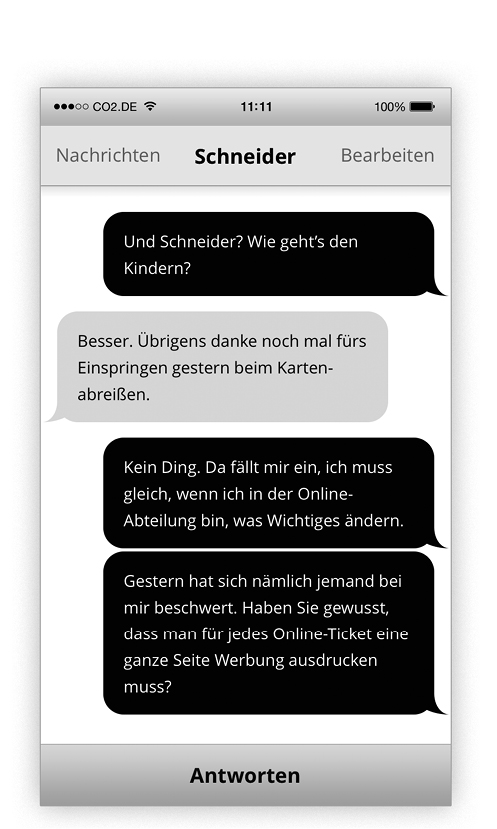 CO2.DE 11:11 100%
Nachrichten Schneider Bearbeiten
Und Schneider? Wie geht's den
Kindern?
Besser. Übrigens danke noch mal fürs
Einspringen gestern beim Karten-
abreißen.
Kein Ding. Da fällt mir ein, ich muss
gleich, wenn ich in der Online-
Abteilung bin, was Wichtiges ändern.
Gestern hat sich nämlich jemand bei
mir beschwert. Haben Sie gewusst,
dass man für jedes Online-Ticket eine
ganze Seite Werbung ausdrucken
muss?
Antworten